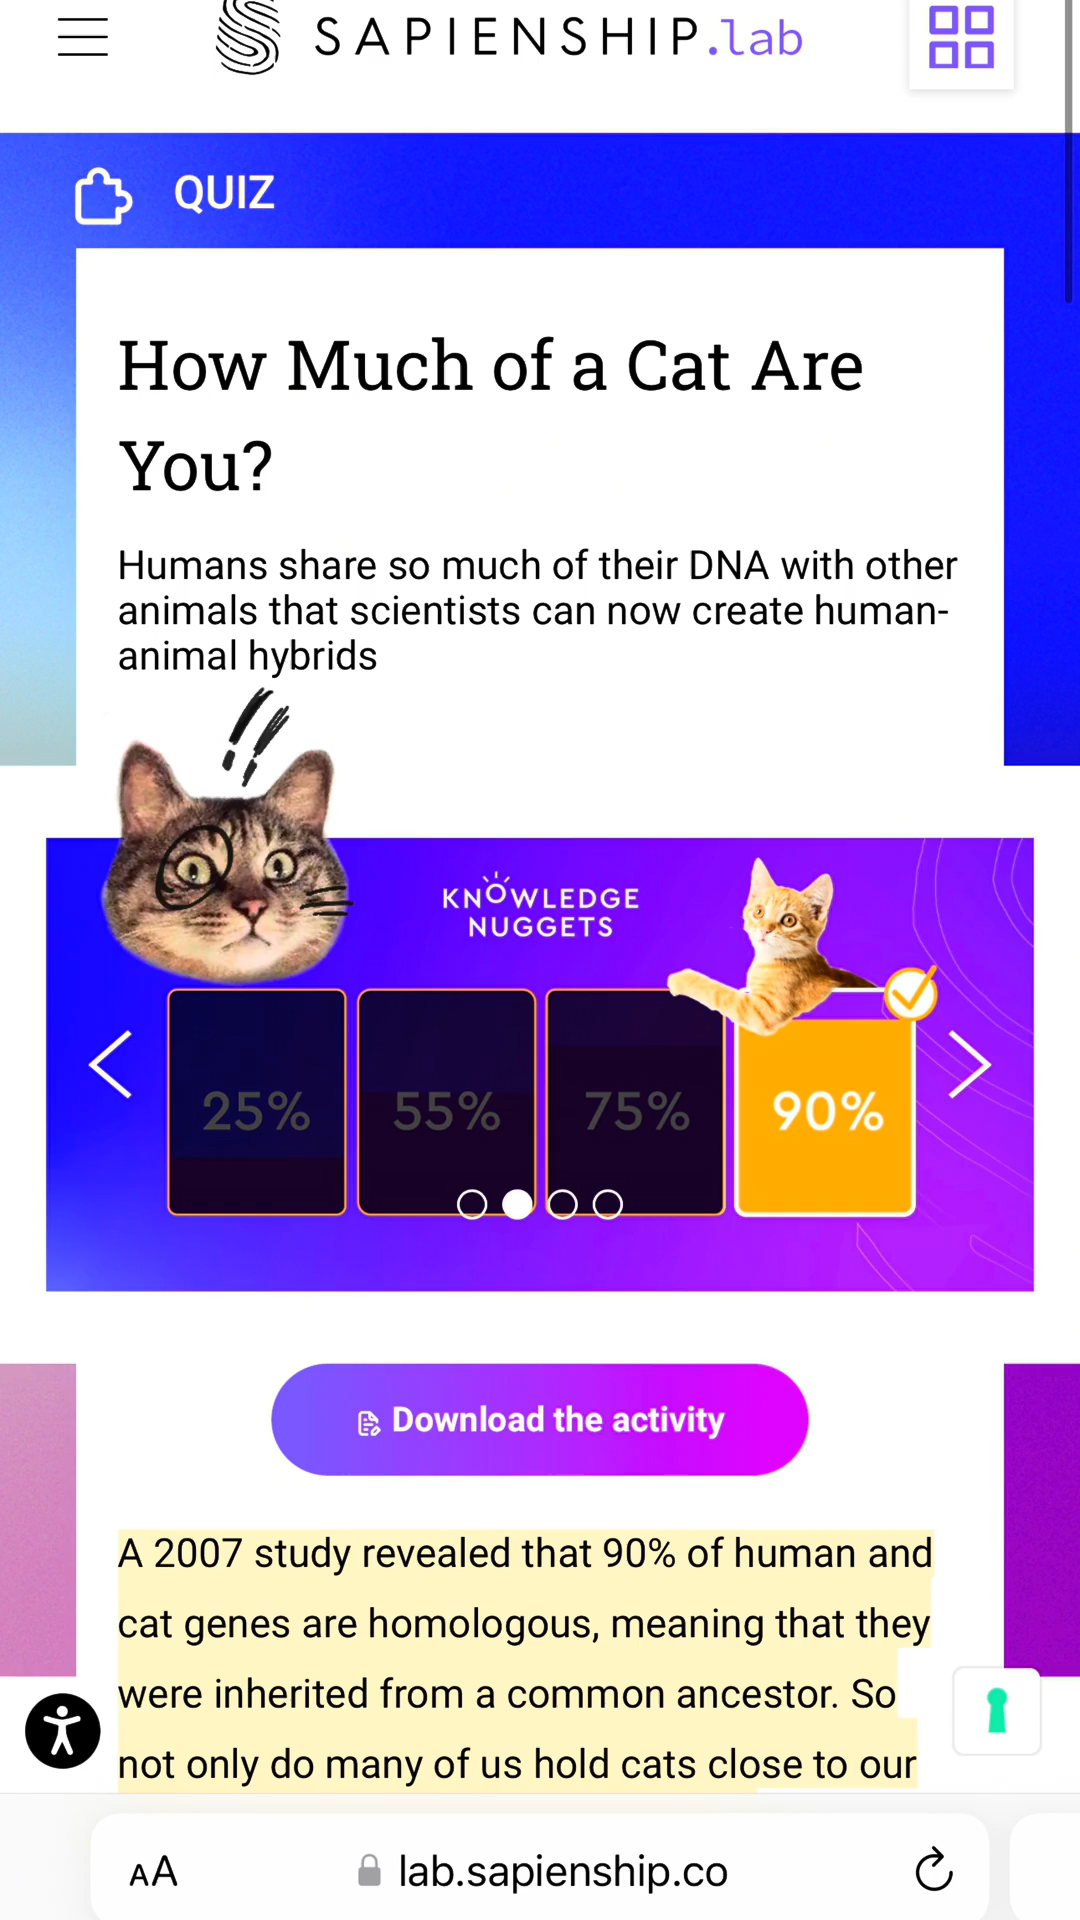 SAPIENSHIP.lab
QUIZ
How Much of a Cat Are
You?
Humans share so much of their DNA with other
animals that scientists can now create human-
animal hybrids
!!
KNOWLEDGE
NUGGETS
25% 55% 75% 90%
Download the activity
A 2007 study revealed that 90% of human and
cat genes are homologous, meaning that they
were inherited from a common ancestor. So
not only do many of us hold cats close to our
AA lab.sapienship.co